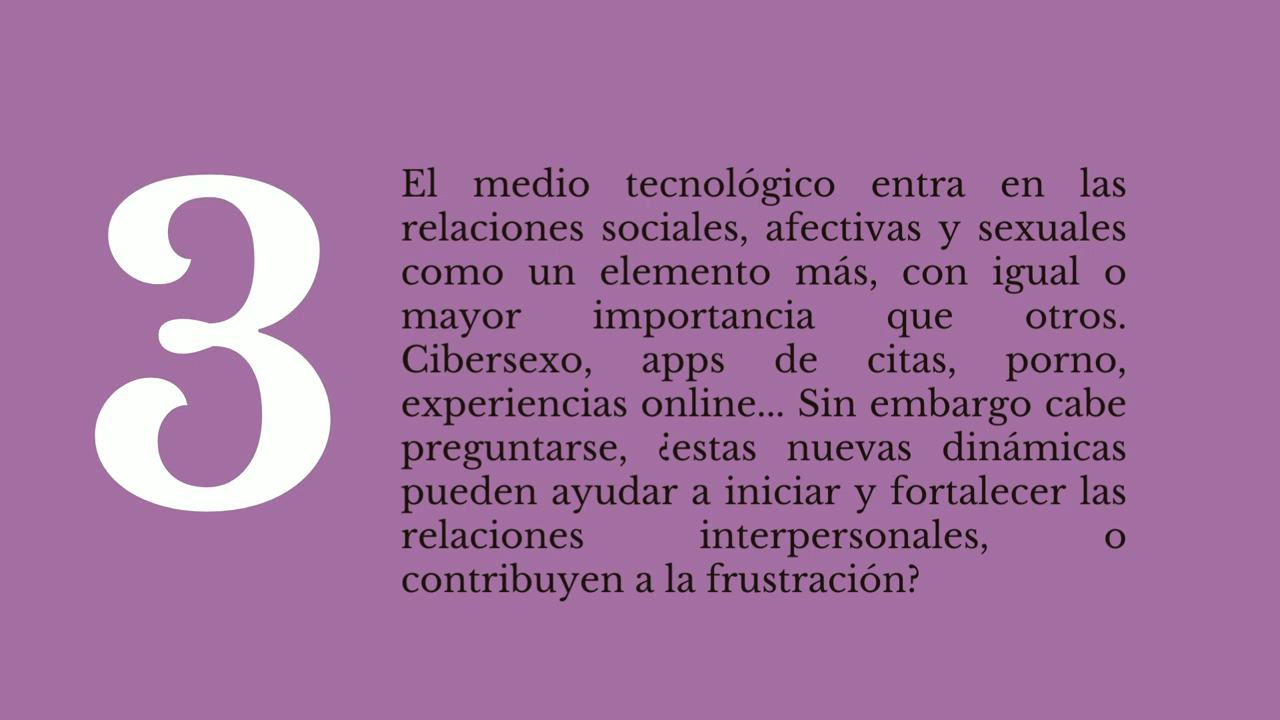 3
El medio tecnológico entra en las
relaciones sociales, afectivas y sexuales
como un elemento más, con igual o
mayor importancia que otros.
Cibersexo, apps de citas, porno,
experiencias online... Sin embargo cabe
preguntarse, ¿estas nuevas dinámicas
pueden ayudar a iniciar y fortalecer las
relaciones interpersonales, o
contribuyen a la frustración?